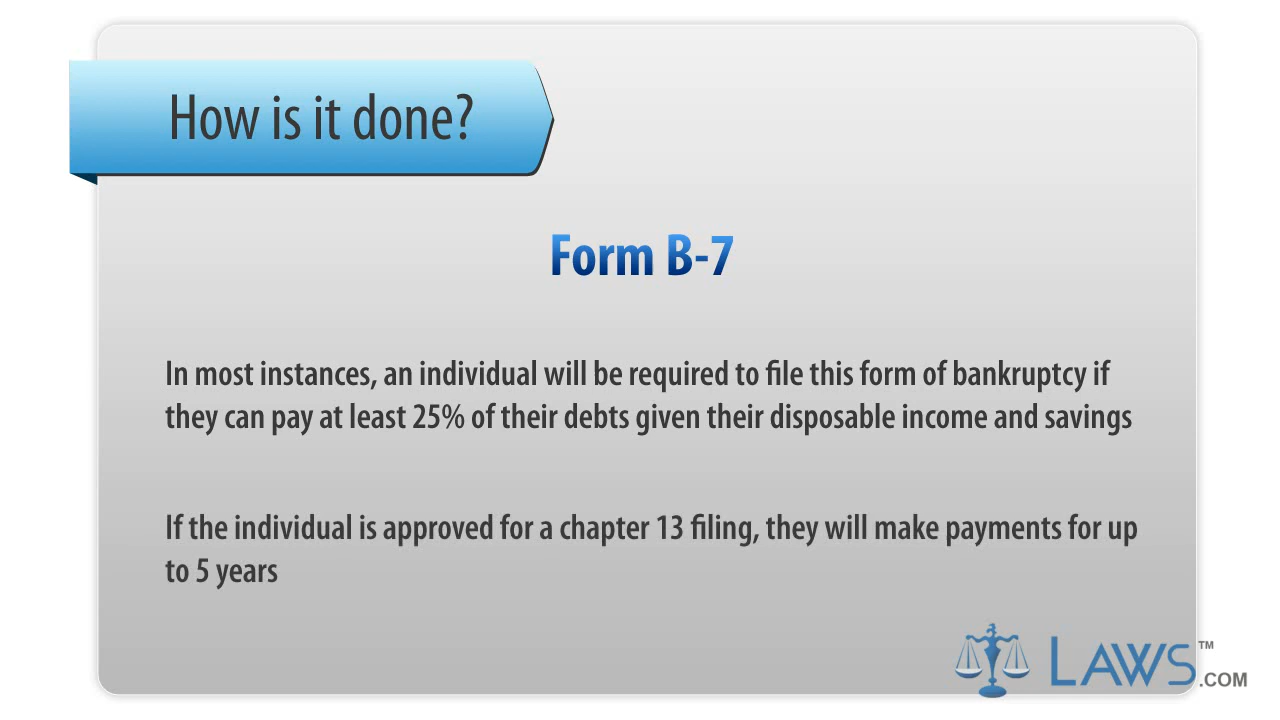 How is it done?
Form B-7
In most instances, an individual will be required to file this form of bankruptcy if
they can pay at least 25% of their debts given their disposable income and savings
If the individual is approved for a chapter 13 filing, they will make payments for up
to 5 years
LAWS™
.COM